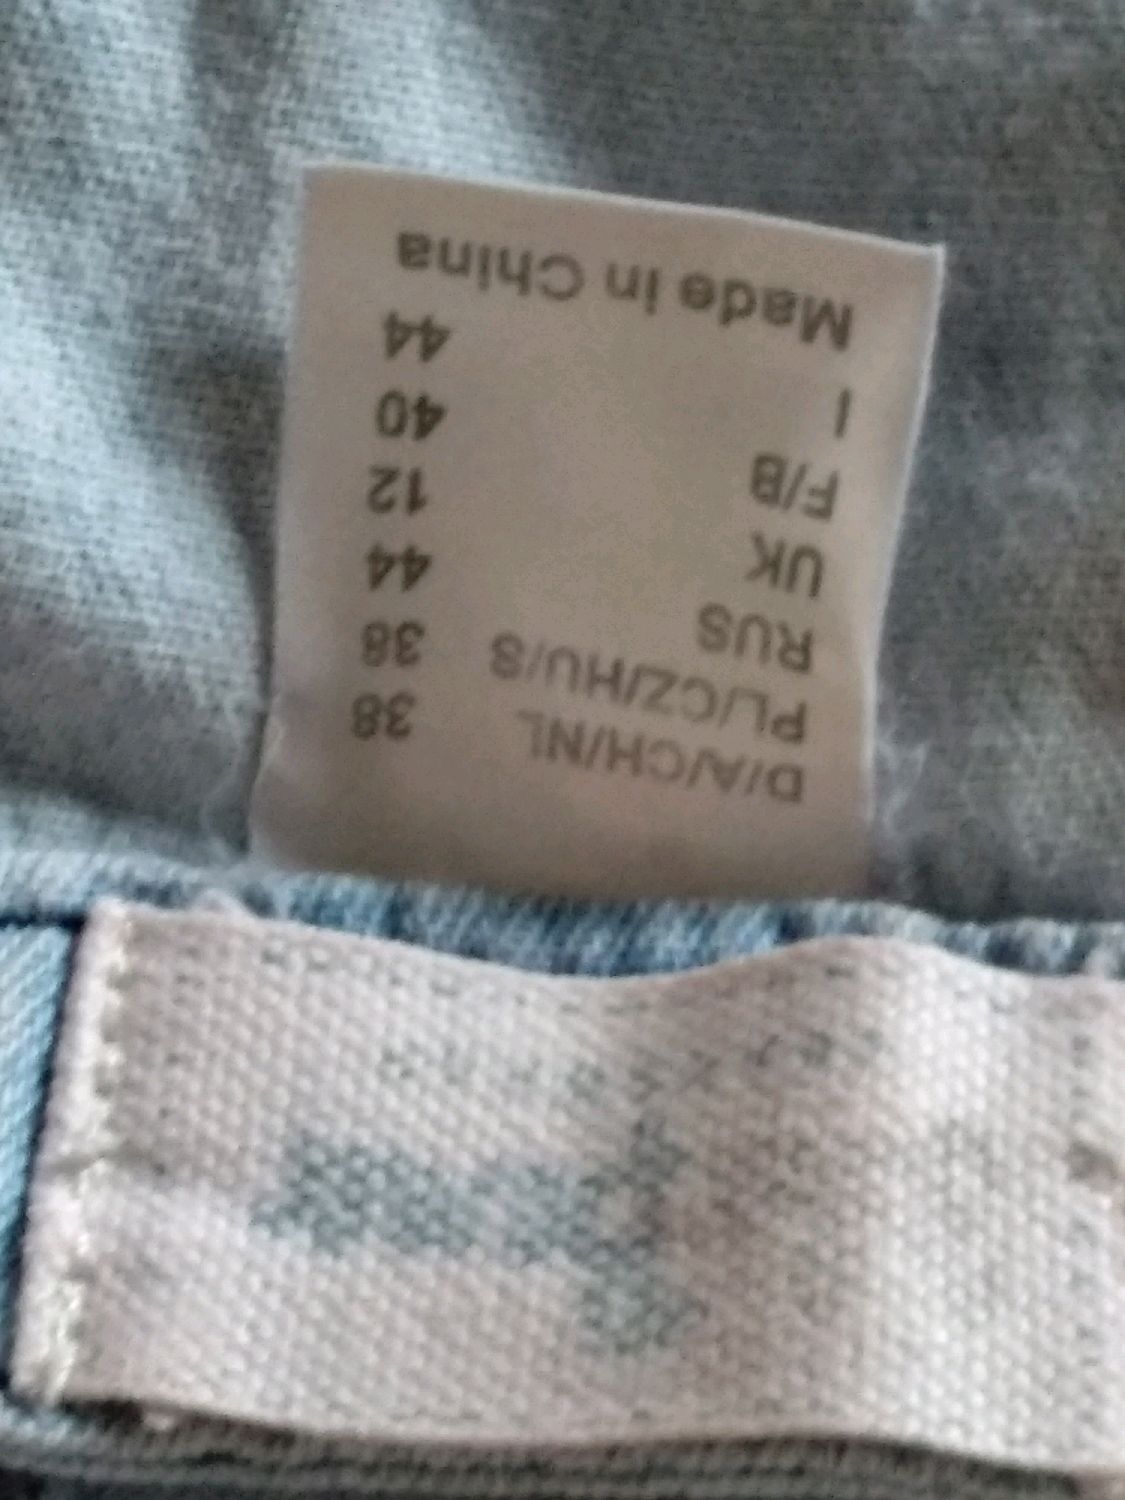 D/A/CH/NL 38
PL/CZ/HU/S 38
RUS 44
UK 12
F/B 40
I 44
Made in China